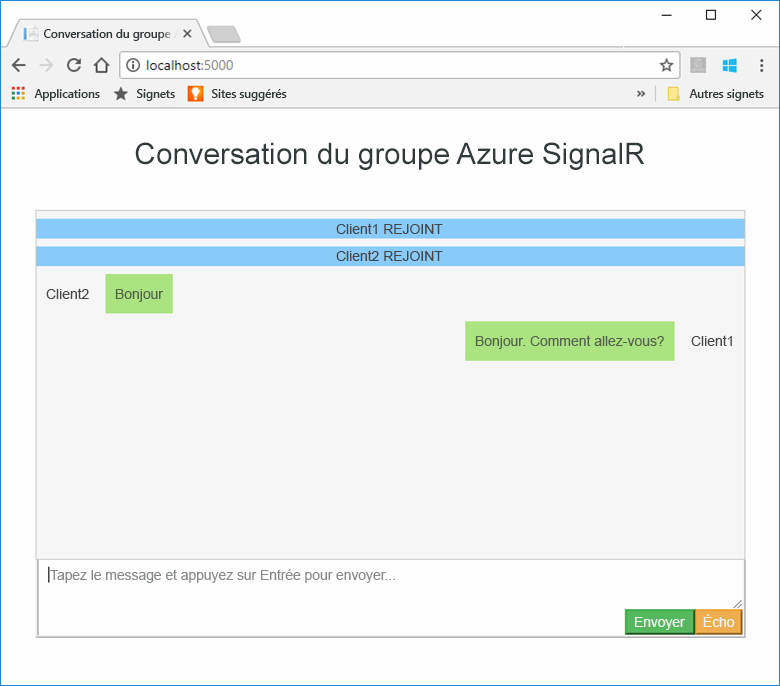 Conversation du groupe
localhost:5000
Applications Signets Sites suggérés » Autres signets
Conversation du groupe Azure SignalR
Client1 REJOINT
Client2 REJOINT
Client2 Bonjour
Bonjour. Comment allez-vous? Client1
Tapez le message et appuyez sur Entrée pour envoyer...
Envoyer Écho